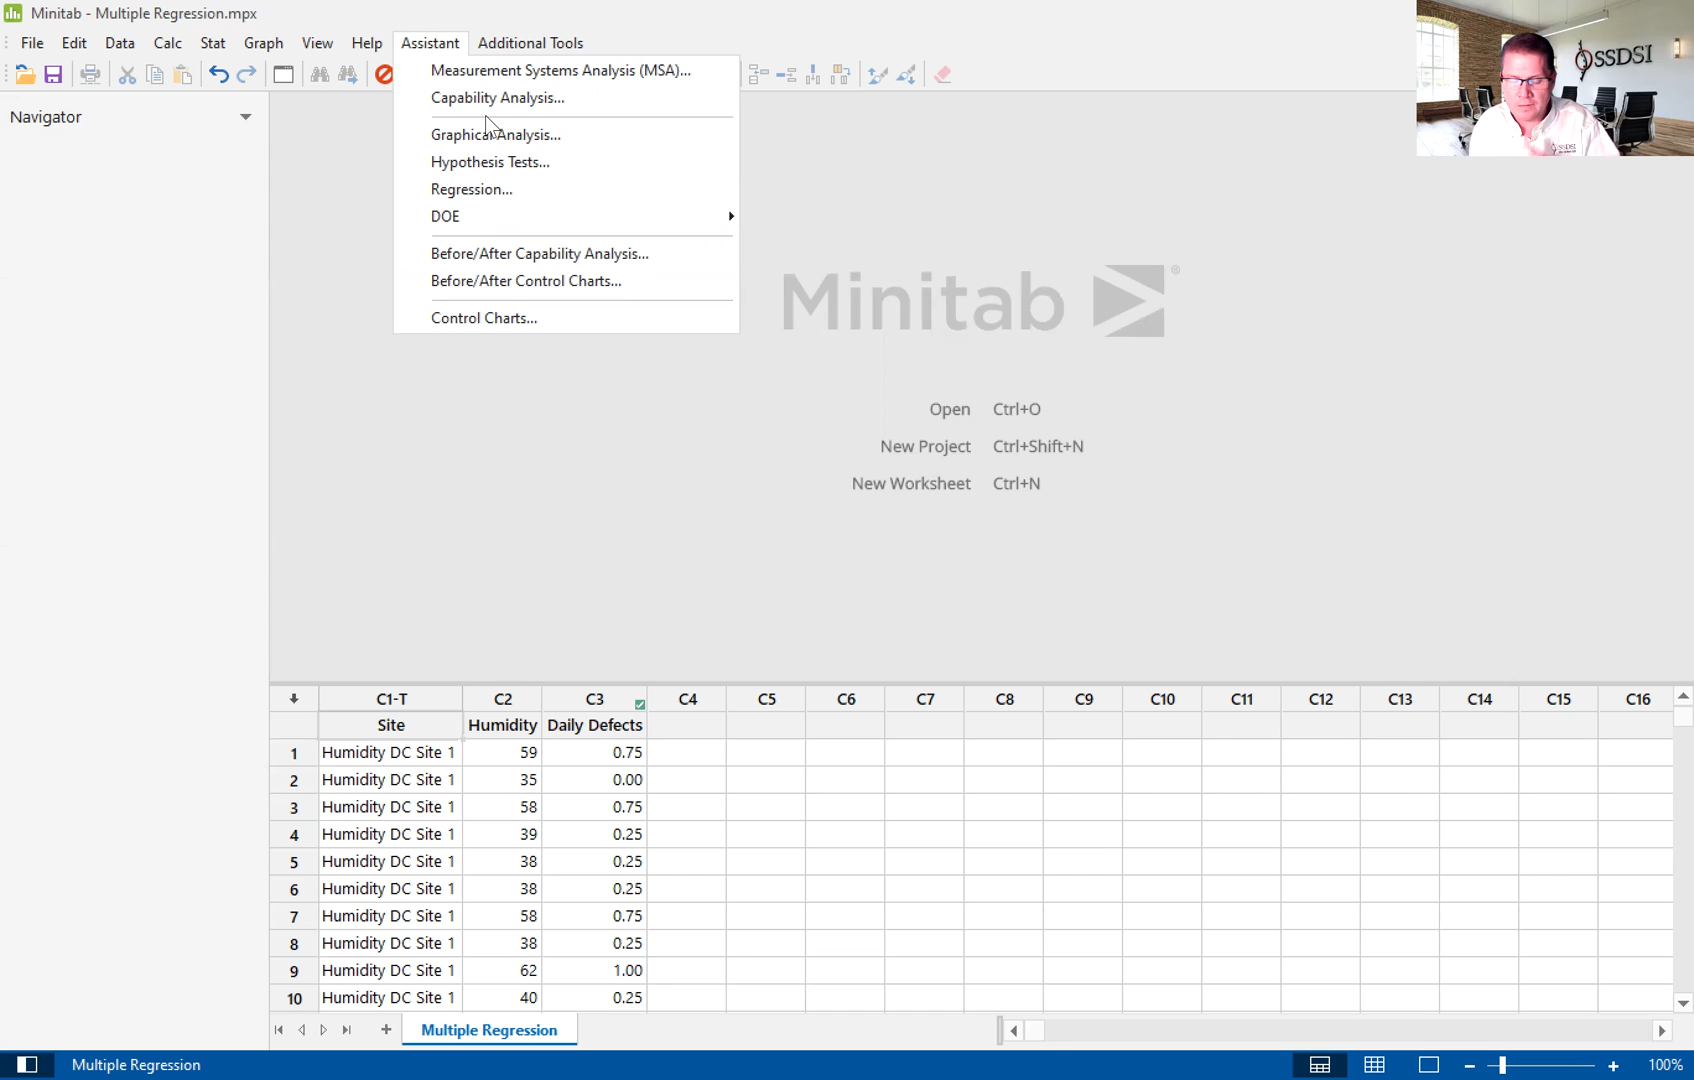 Minitab - Multiple Regression.mpx
File Edit Data Calc Stat Graph View Help Assistant Additional Tools
Measurement Systems Analysis (MSA)...
Capability Analysis...
Graphical Analysis...
Hypothesis Tests...
Regression...
DOE
Before/After Capability Analysis...
Before/After Control Charts...
Control Charts...
SSDSI
Navigator
Minitab®
Open Ctrl+O
New Project Ctrl+Shift+N
New Worksheet Ctrl+N
C1-T C2 C3 C4 C5 C6 C7 C8 C9 C10 C11 C12 C13 C14 C15 C16
Site Humidity Daily Defects
1 Humidity DC Site 1 59 0.75
2 Humidity DC Site 1 35 0.00
3 Humidity DC Site 1 58 0.75
4 Humidity DC Site 1 39 0.25
5 Humidity DC Site 1 38 0.25
6 Humidity DC Site 1 38 0.25
7 Humidity DC Site 1 58 0.75
8 Humidity DC Site 1 38 0.25
9 Humidity DC Site 1 62 1.00
10 Humidity DC Site 1 40 0.25
Multiple Regression
Multiple Regression
100%